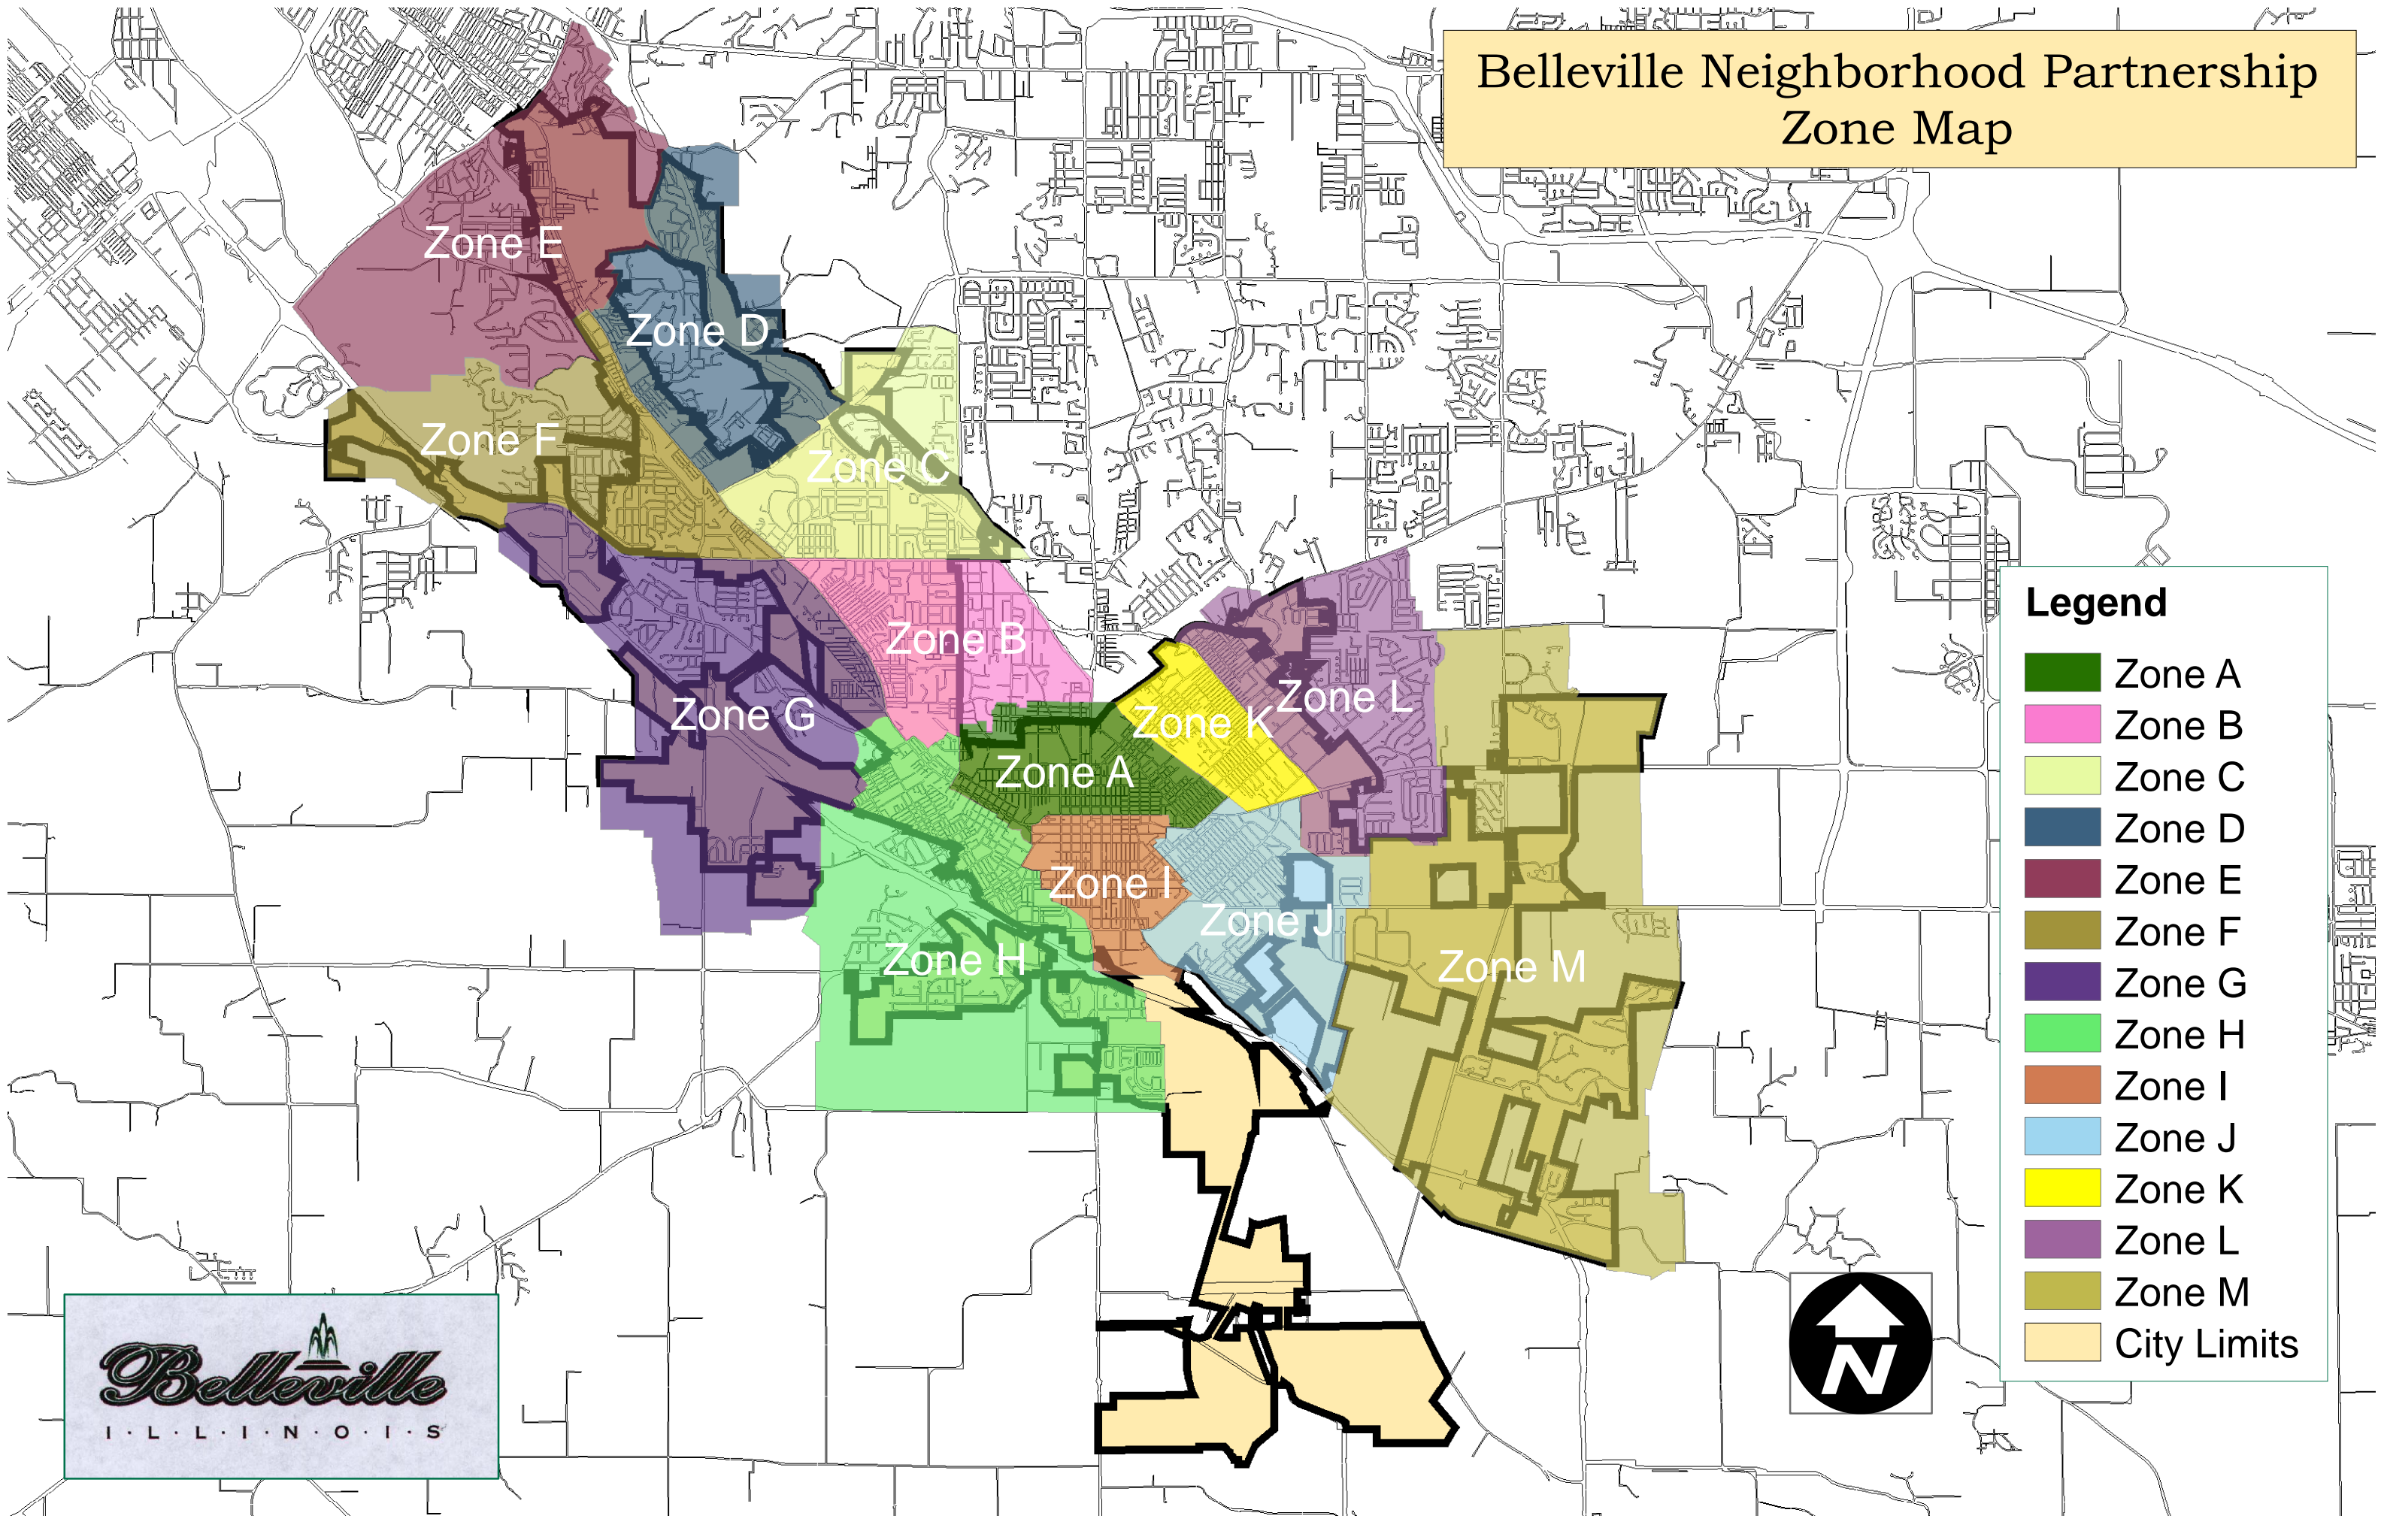 Belleville Neighborhood Partnership
Zone Map
Zone E
Zone D
Zone F
Zone C
Zone B
Zone G
Zone L
Zone K
Zone A
Zone I
Zone J
Zone H
Zone M
Legend
Zone A
Zone B
Zone C
Zone D
Zone E
Zone F
Zone G
Zone H
Zone I
Zone J
Zone K
Zone L
Zone M
City Limits
N
Belleville
I·L·L·I·N·O·I·S